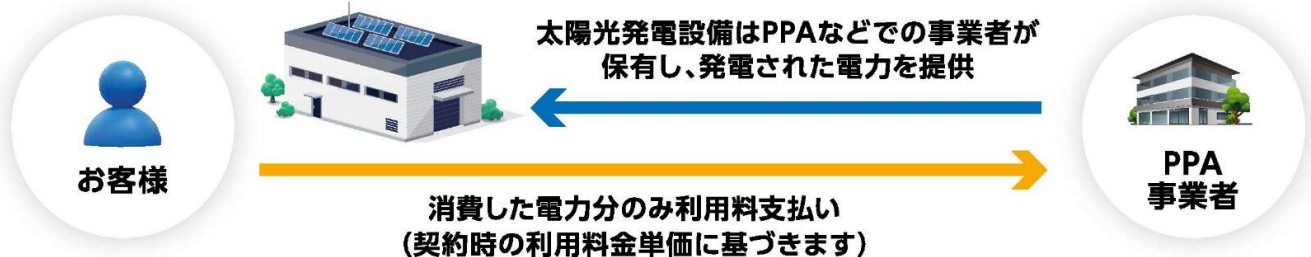 太陽光発電設備はPPAなどでの事業者が
保有し、発電された電力を提供
お客様
PPA
事業者
消費した電力分のみ利用料支払い
(契約時の利用料金単価に基づきます)